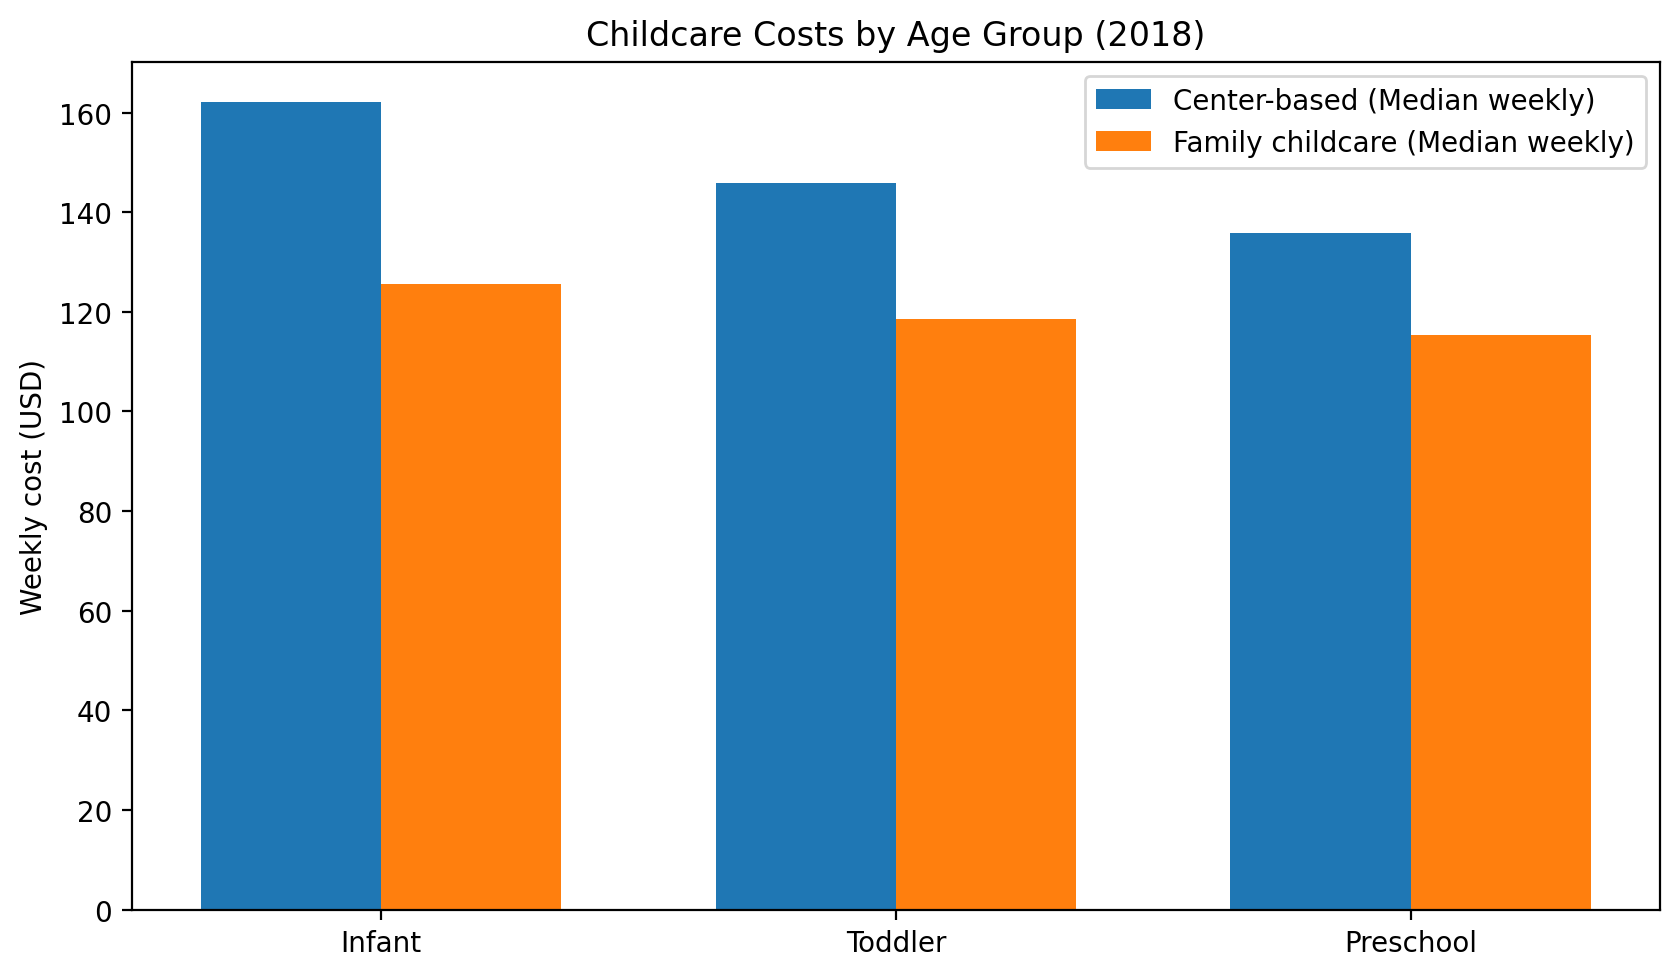 Childcare Costs by Age Group (2018)
Center-based (Median weekly)
Family childcare (Median weekly)
Weekly cost (USD)
160
140
120
100
80
60
40
20
0
Infant
Toddler
Preschool